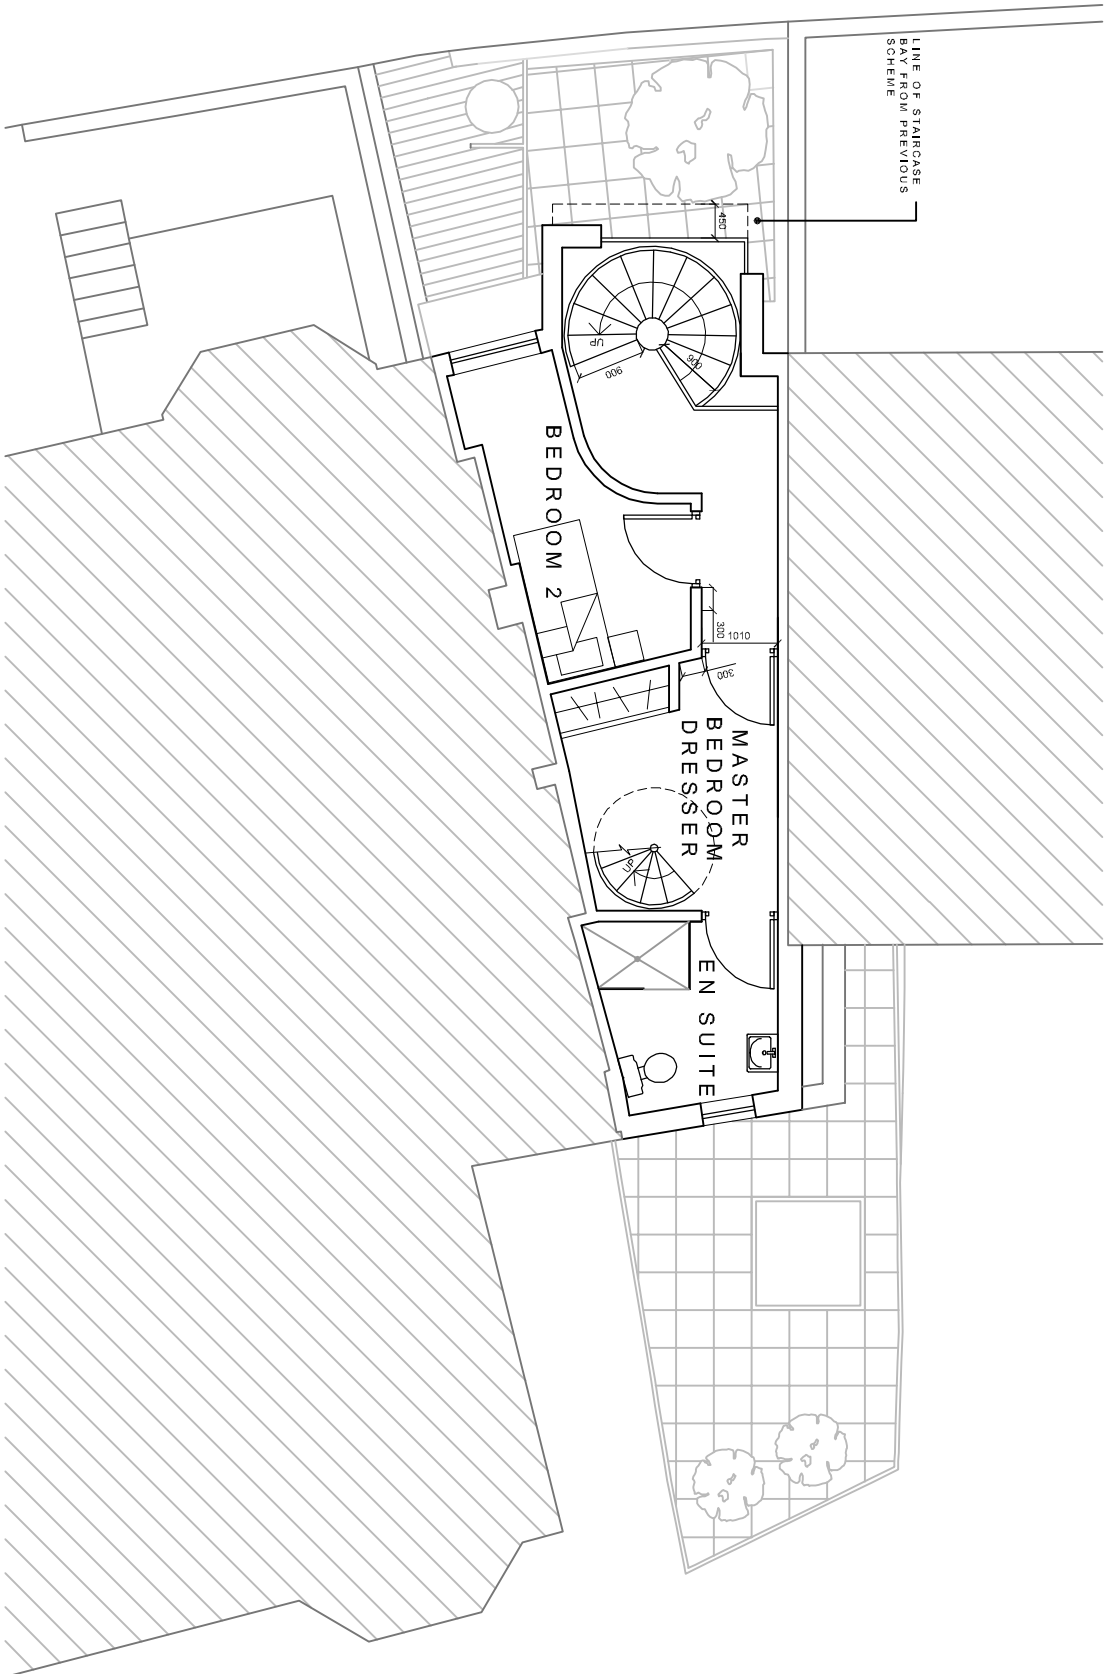 LINE OF STAIRCASE
BAY FROM PREVIOUS
SCHEME
450
UP
900
900
BEDROOM 2
300
1010
300
MASTER
BEDROOM
DRESSER
UP
EN SUITE